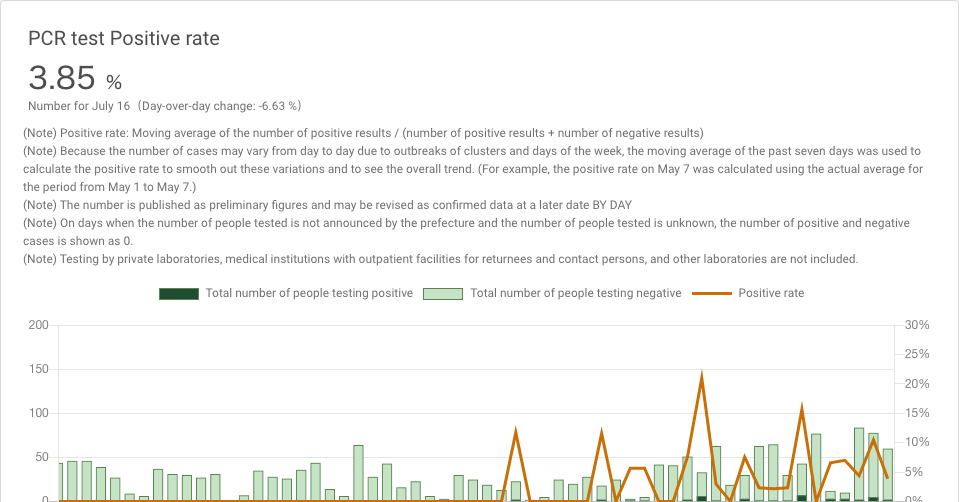 PCR test Positive rate
3.85 %
Number for July 16 (Day-over-day change: -6.63 %)
(Note) Positive rate: Moving average of the number of positive results / (number of positive results + number of negative results)
(Note) Because the number of cases may vary from day to day due to outbreaks of clusters and days of the week, the moving average of the past seven days was used to
calculate the positive rate to smooth out these variations and to see the overall trend. (For example, the positive rate on May 7 was calculated using the actual average for
the period from May 1 to May 7.)
(Note) The number is published as preliminary figures and may be revised as confirmed data at a later date BY DAY
(Note) On days when the number of people tested is not announced by the prefecture and the number of people tested is unknown, the number of positive and negative
cases is shown as 0.
(Note) Testing by private laboratories, medical institutions with outpatient facilities for returnees and contact persons, and other laboratories are not included.
Total number of people testing positive Total number of people testing negative Positive rate
200 30%
25%
150
20%
100 15%
10%
50
5%
0 0%